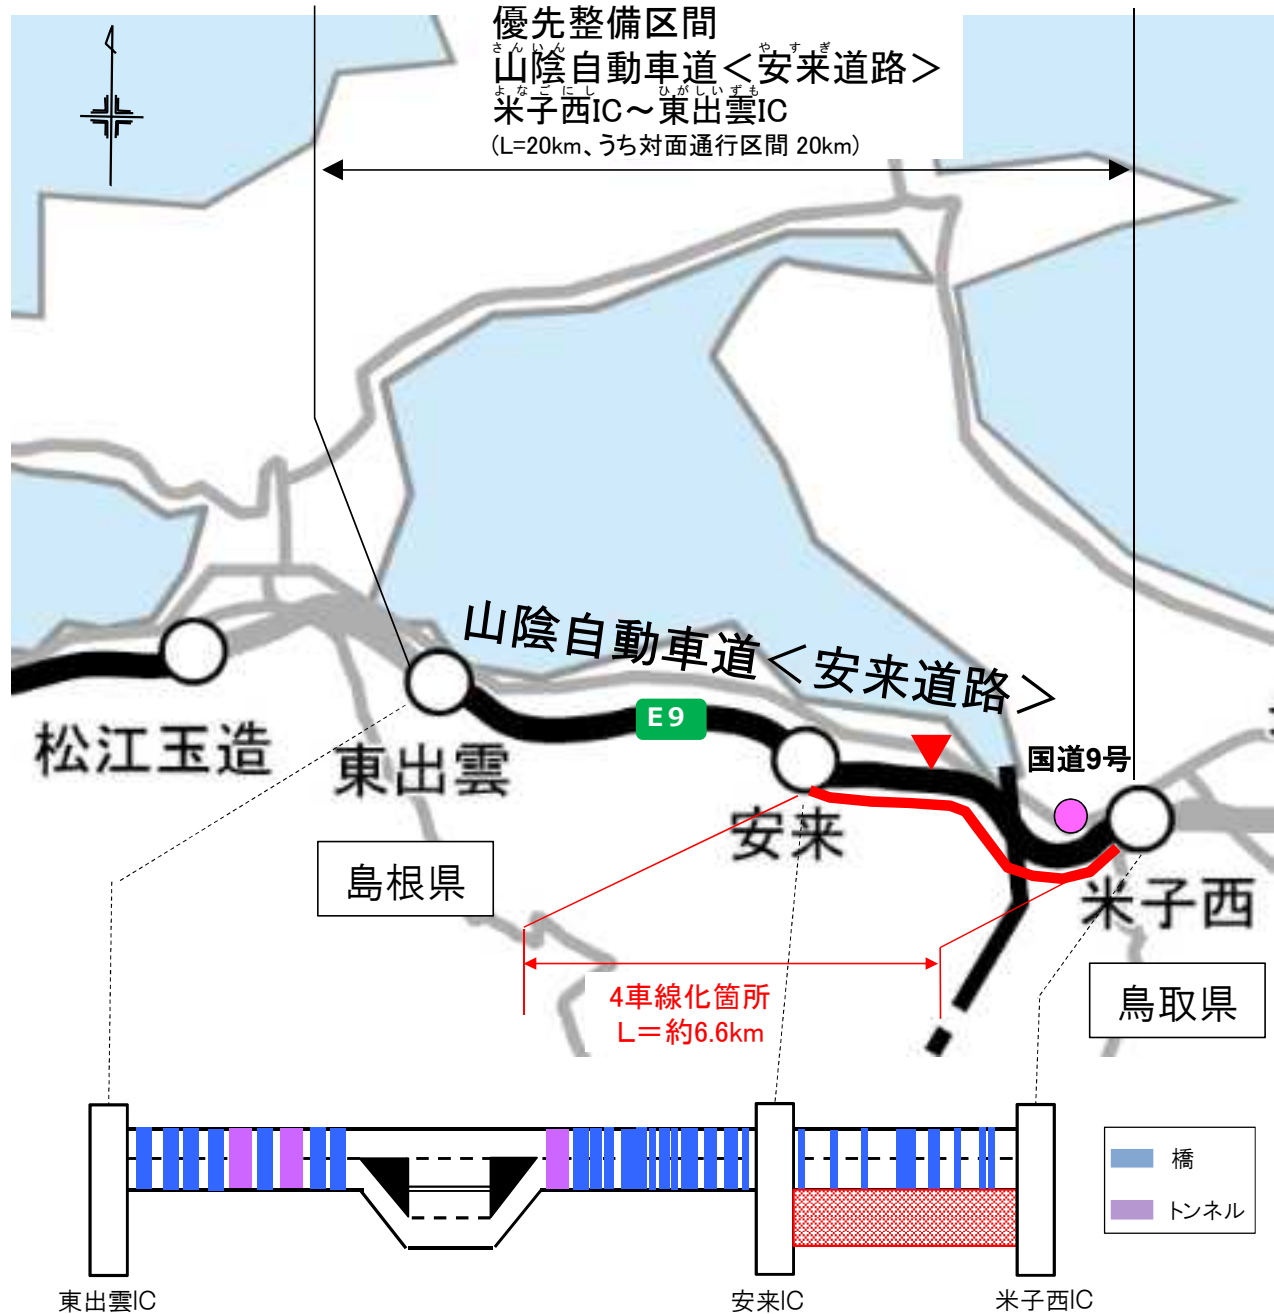 優先整備区間
さんいん やすぎ
山陰自動車道＜安来道路＞
よなごにし ひがしいずも
米子西IC～東出雲IC
(L=20km、うち対面通行区間 20km)
山陰自動車道＜安来道路＞
E9
松江玉造
東出雲
安来
国道9号
米子西
島根県
鳥取県
4車線化箇所
L＝約6.6km
橋
トンネル
東出雲IC
安来IC
米子西IC